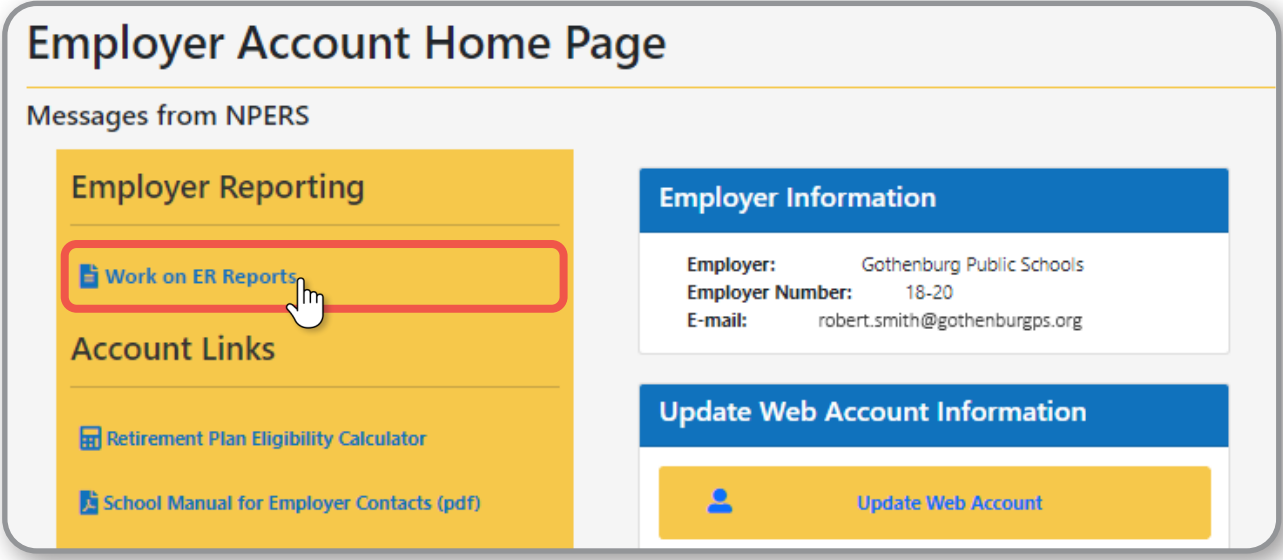 Employer Account Home Page
Messages from NPERS
Employer Reporting
Work on ER Reports
Account Links
Retirement Plan Eligibility Calculator
School Manual for Employer Contacts (pdf)
Employer Information
Employer: Gothenburg Public Schools
Employer Number: 18-20
E-mail: robert.smith@gothenburgps.org
Update Web Account Information
Update Web Account